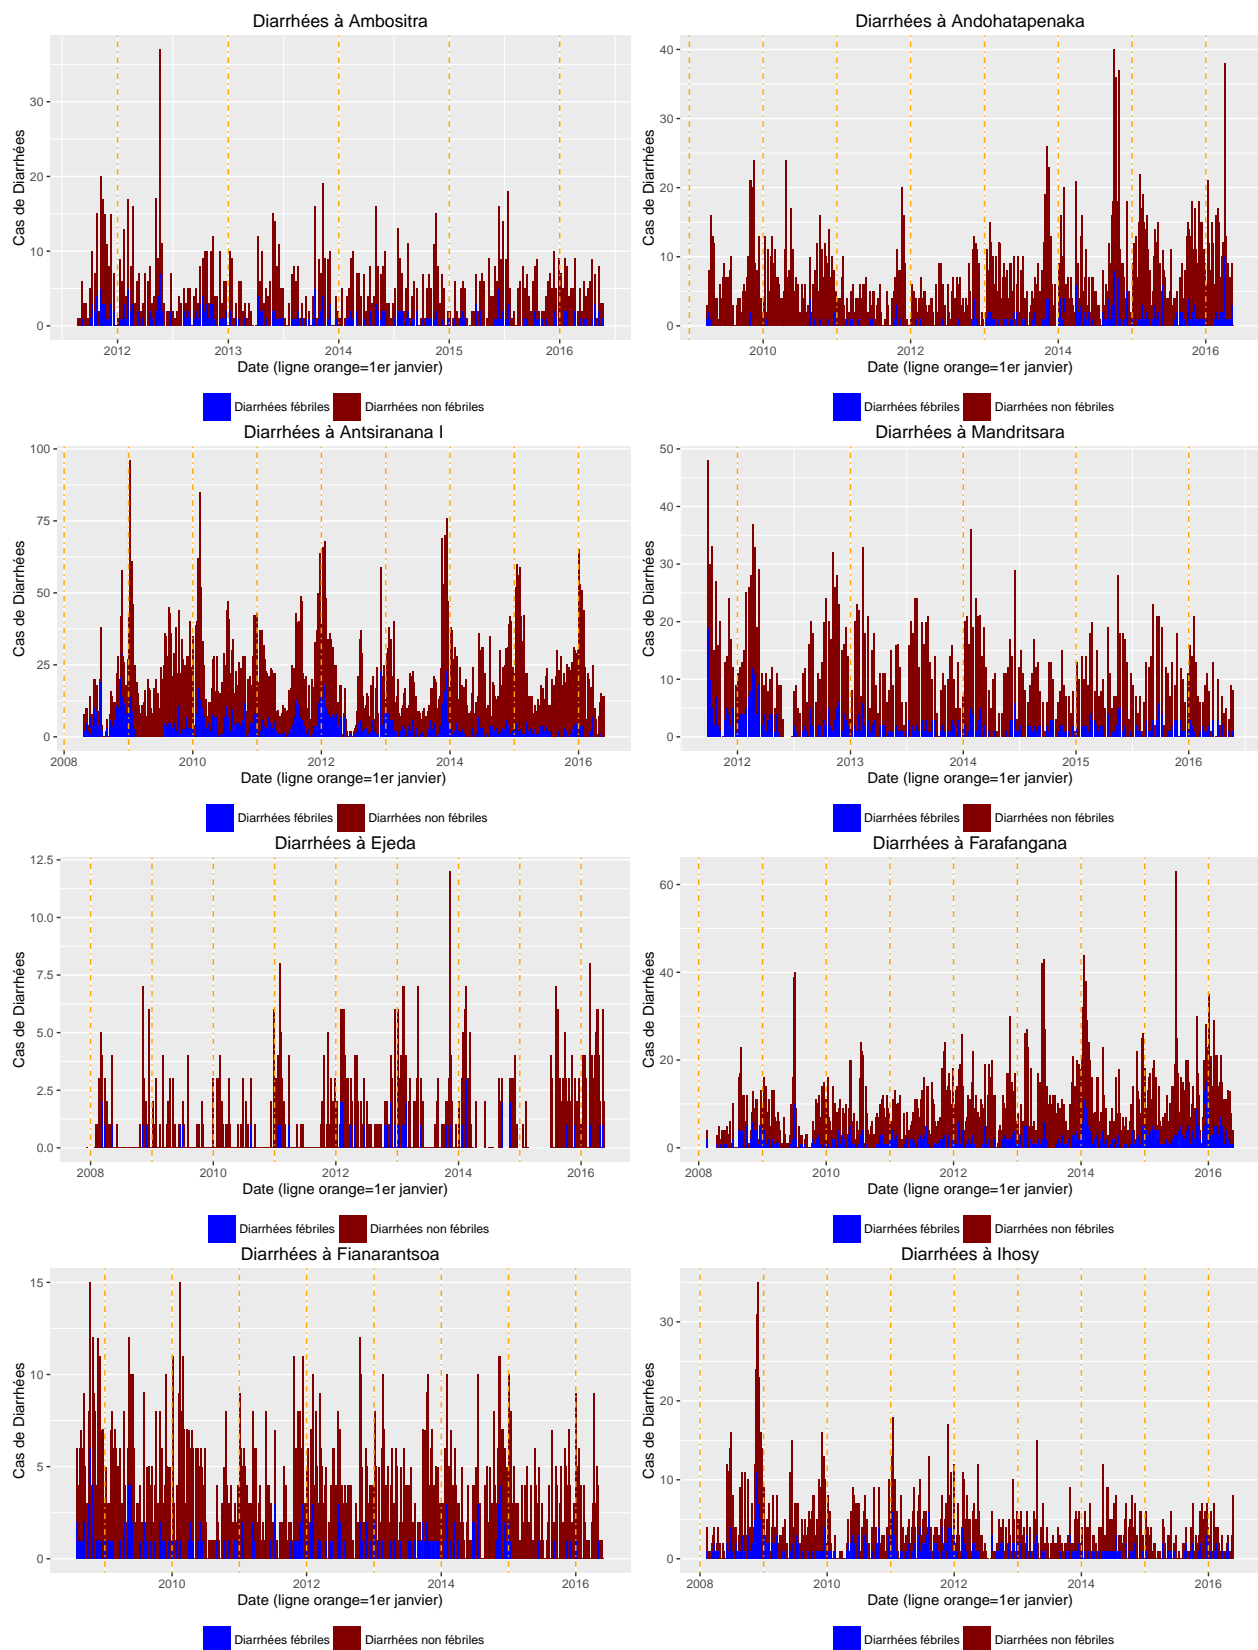 Diarrhées à Ambositra
Cas de Diarrhées
30
20
10
0
2012 2013 2014 2015 2016
Date (ligne orange=1er janvier)
Diarrhées fébriles Diarrhées non fébriles
Diarrhées à Andohatapenaka
Cas de Diarrhées
40
30
20
10
0
2010 2012 2014 2016
Date (ligne orange=1er janvier)
Diarrhées fébriles Diarrhées non fébriles
Diarrhées à Antsiranana I
Cas de Diarrhées
100
75
50
25
0
2008 2010 2012 2014 2016
Date (ligne orange=1er janvier)
Diarrhées fébriles Diarrhées non fébriles
Diarrhées à Mandritsara
Cas de Diarrhées
50
40
30
20
10
0
2012 2013 2014 2015 2016
Date (ligne orange=1er janvier)
Diarrhées fébriles Diarrhées non fébriles
Diarrhées à Ejeda
Cas de Diarrhées
12.5
10.0
7.5
5.0
2.5
0.0
2008 2010 2012 2014 2016
Date (ligne orange=1er janvier)
Diarrhées fébriles Diarrhées non fébriles
Diarrhées à Farafangana
Cas de Diarrhées
60
40
20
0
2008 2010 2012 2014 2016
Date (ligne orange=1er janvier)
Diarrhées fébriles Diarrhées non fébriles
Diarrhées à Fianarantsoa
Cas de Diarrhées
15
10
5
0
2010 2012 2014 2016
Date (ligne orange=1er janvier)
Diarrhées fébriles Diarrhées non fébriles
Diarrhées à Ihosy
Cas de Diarrhées
30
20
10
0
2008 2010 2012 2014 2016
Date (ligne orange=1er janvier)
Diarrhées fébriles Diarrhées non fébriles